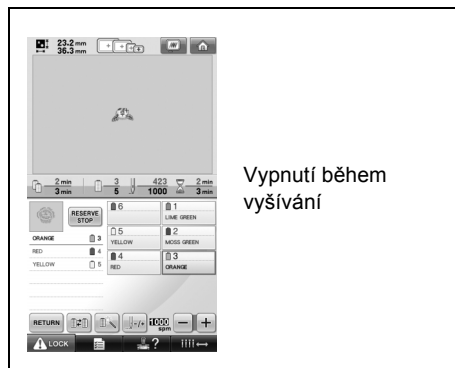 23.2 mm
36.3 mm
2 min
3 min
3
5
423
1000
2 min
3 min
RESERVE STOP
ORANGE 3
RED 4
YELLOW 5
6
1
LIME GREEN
5
YELLOW
2
MOSS GREEN
4
RED
3
ORANGE
RETURN
-/+
1000
spm
LOCK
?
Vypnutí během
vyšívání